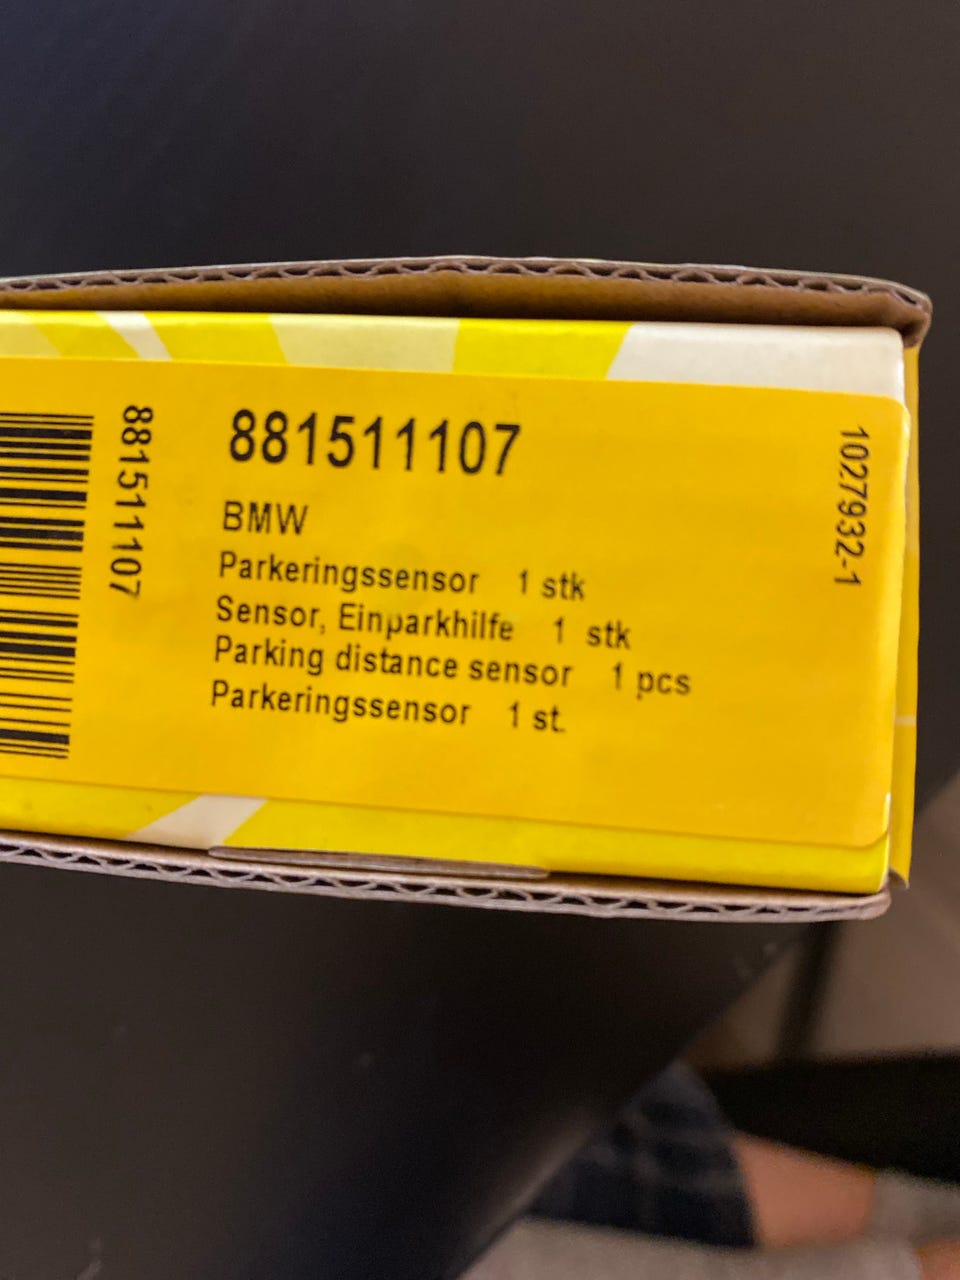 881511107
881511107
BMW
Parkeringssensor 1 stk
Sensor, Einparkhilfe 1 stk
Parking distance sensor 1 pcs
Parkeringssensor 1 st.
1027932-1